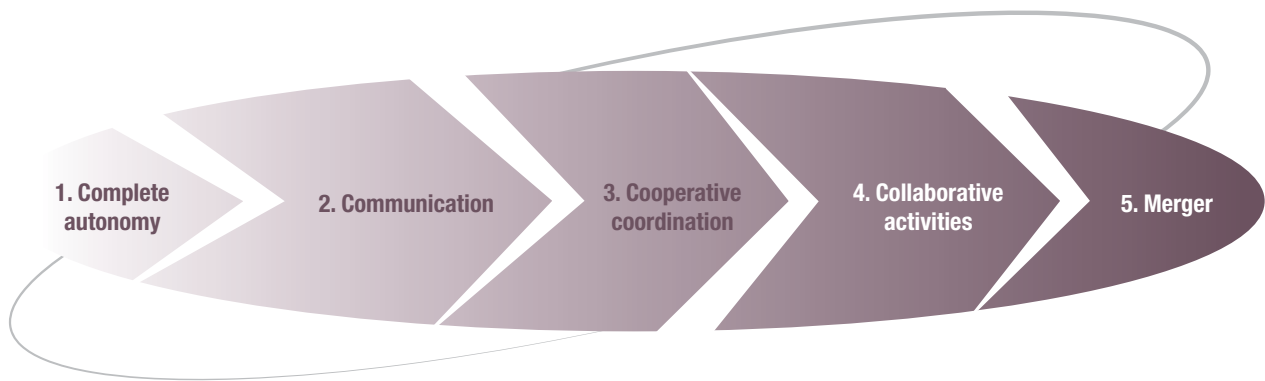 1. Complete
autonomy
2. Communication
3. Cooperative
coordination
4. Collaborative
activities
5. Merger